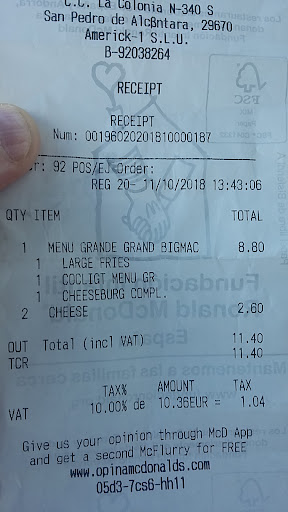 C.C. La Colonia N-340 S
San Pedro de Alc§ntara, 29670
Americk-1 S.L.U.
B-92038264
RECEIPT
RECEIPT
Num: 00196020201810000187
r: 92 POS/EJ Order:
REG 20- 11/10/2018 13:43:06
QTY ITEM TOTAL
1 MENU GRANDE GRAND BIGMAC 8.80
1 LARGE FRIES
1 COCLIGT MENU GR.
1 CHEESEBURG COMPL.
2 CHEESE 2.60
OUT Total (incl VAT) 11.40
TCR 11.40
TAX% AMOUNT TAX
VAT 10.00% de 10.36EUR = 1.04
Give us your opinion through McD App
and get a second McFlurry for FREE
www.opinamcdonalds.com
05d3-7cs6-hh11